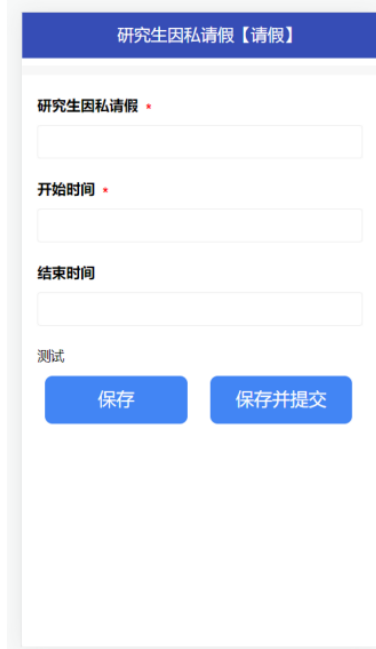 研究生因私请假【请假】
研究生因私请假 *
开始时间 *
结束时间
测试
保存 保存并提交